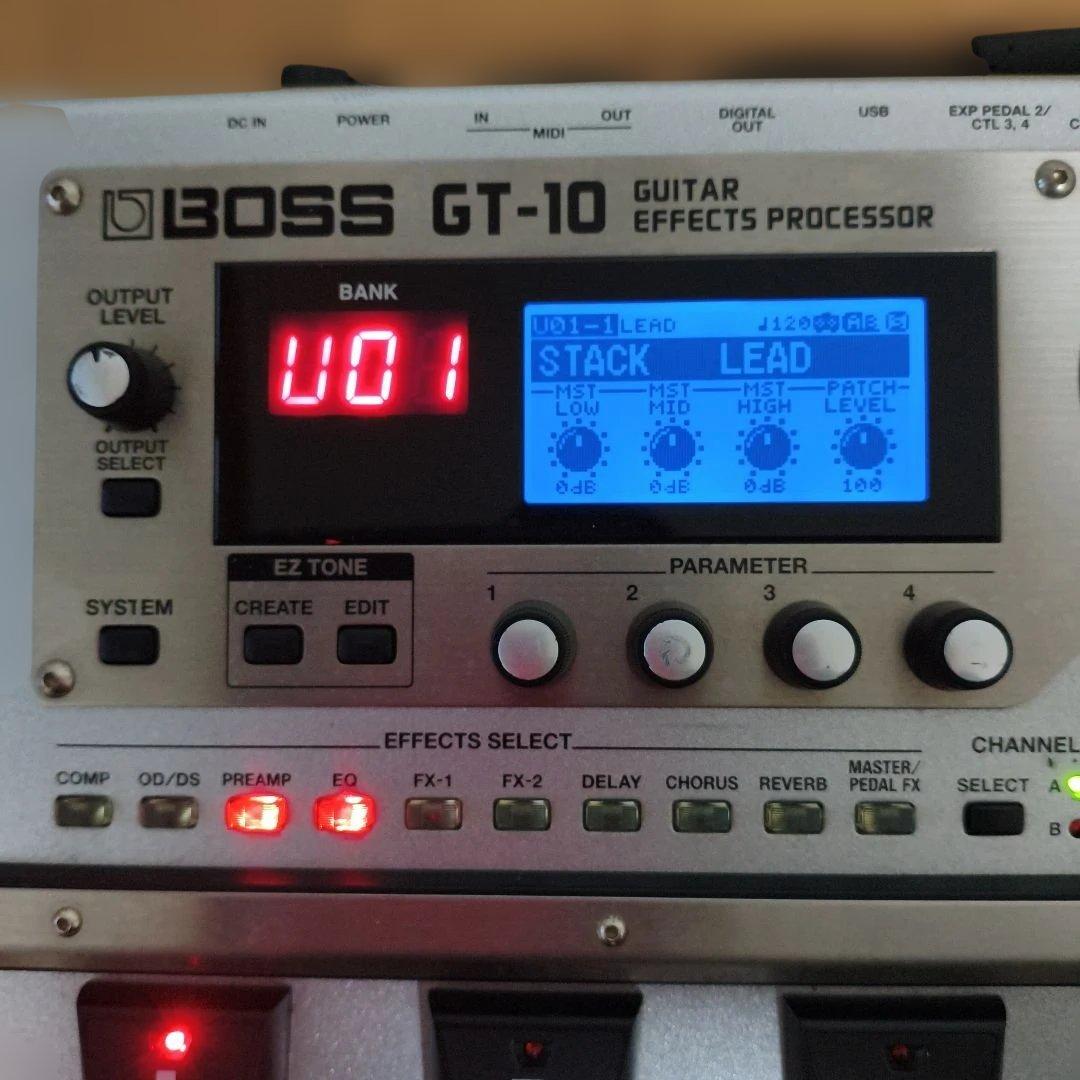 DC IN POWER IN OUT DIGITAL OUT USB EXP PEDAL 2/ CTL 3, 4
MIDI
BOSS GT-10 GUITAR EFFECTS PROCESSOR
OUTPUT LEVEL
BANK
U01
U01-1 LEAD ♩120 A B
STACK LEAD
MST LOW MST MID MST HIGH PATCH LEVEL
0dB 0dB 0dB 100
OUTPUT SELECT
EZ TONE
PARAMETER
SYSTEM CREATE EDIT 1 2 3 4
EFFECTS SELECT
CHANNEL
COMP OD/DS PREAMP EQ FX-1 FX-2 DELAY CHORUS REVERB MASTER/ PEDAL FX SELECT A
B